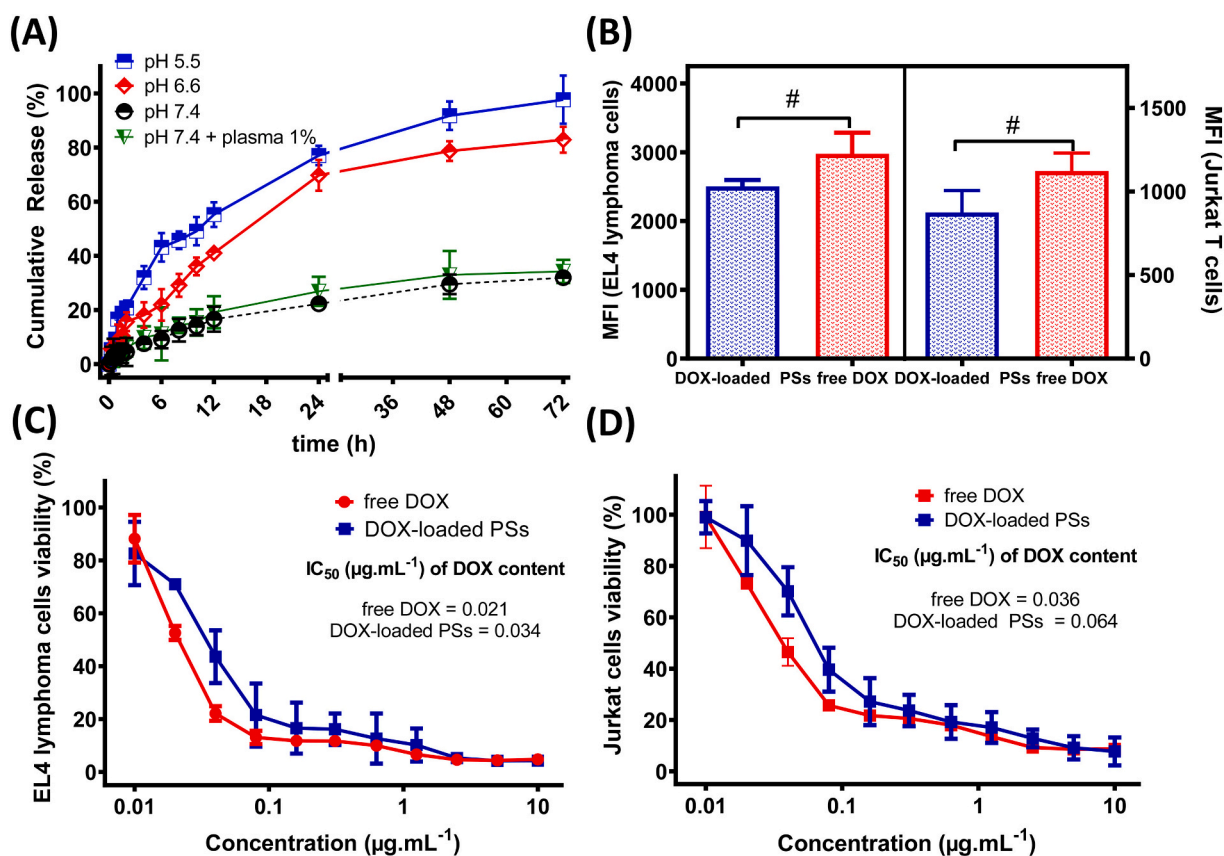 (A)
pH 5.5
pH 6.6
pH 7.4
pH 7.4 + plasma 1%
Cumulative Release (%)
100
80
60
40
20
0
0 6 12 18 24 36 48 60 72
time (h)
(B)
MFI (EL4 lymphoma cells)
4000
3000
2000
1000
0
#
#
1500
1000
500
0
MFI (Jurkat T cells)
DOX-loaded PSs free DOX DOX-loaded PSs free DOX
(C)
EL4 lymphoma cells viability (%)
100
80
60
40
20
0
free DOX
DOX-loaded PSs
IC50 (µg.mL⁻¹) of DOX content
free DOX = 0.021
DOX-loaded PSs = 0.034
0.01 0.1 1 10
Concentration (µg.mL⁻¹)
(D)
Jurkat cells viability (%)
100
80
60
40
20
0
free DOX
DOX-loaded PSs
IC50 (µg.mL⁻¹) of DOX content
free DOX = 0.036
DOX-loaded PSs = 0.064
0.01 0.1 1 10
Concentration (µg.mL⁻¹)